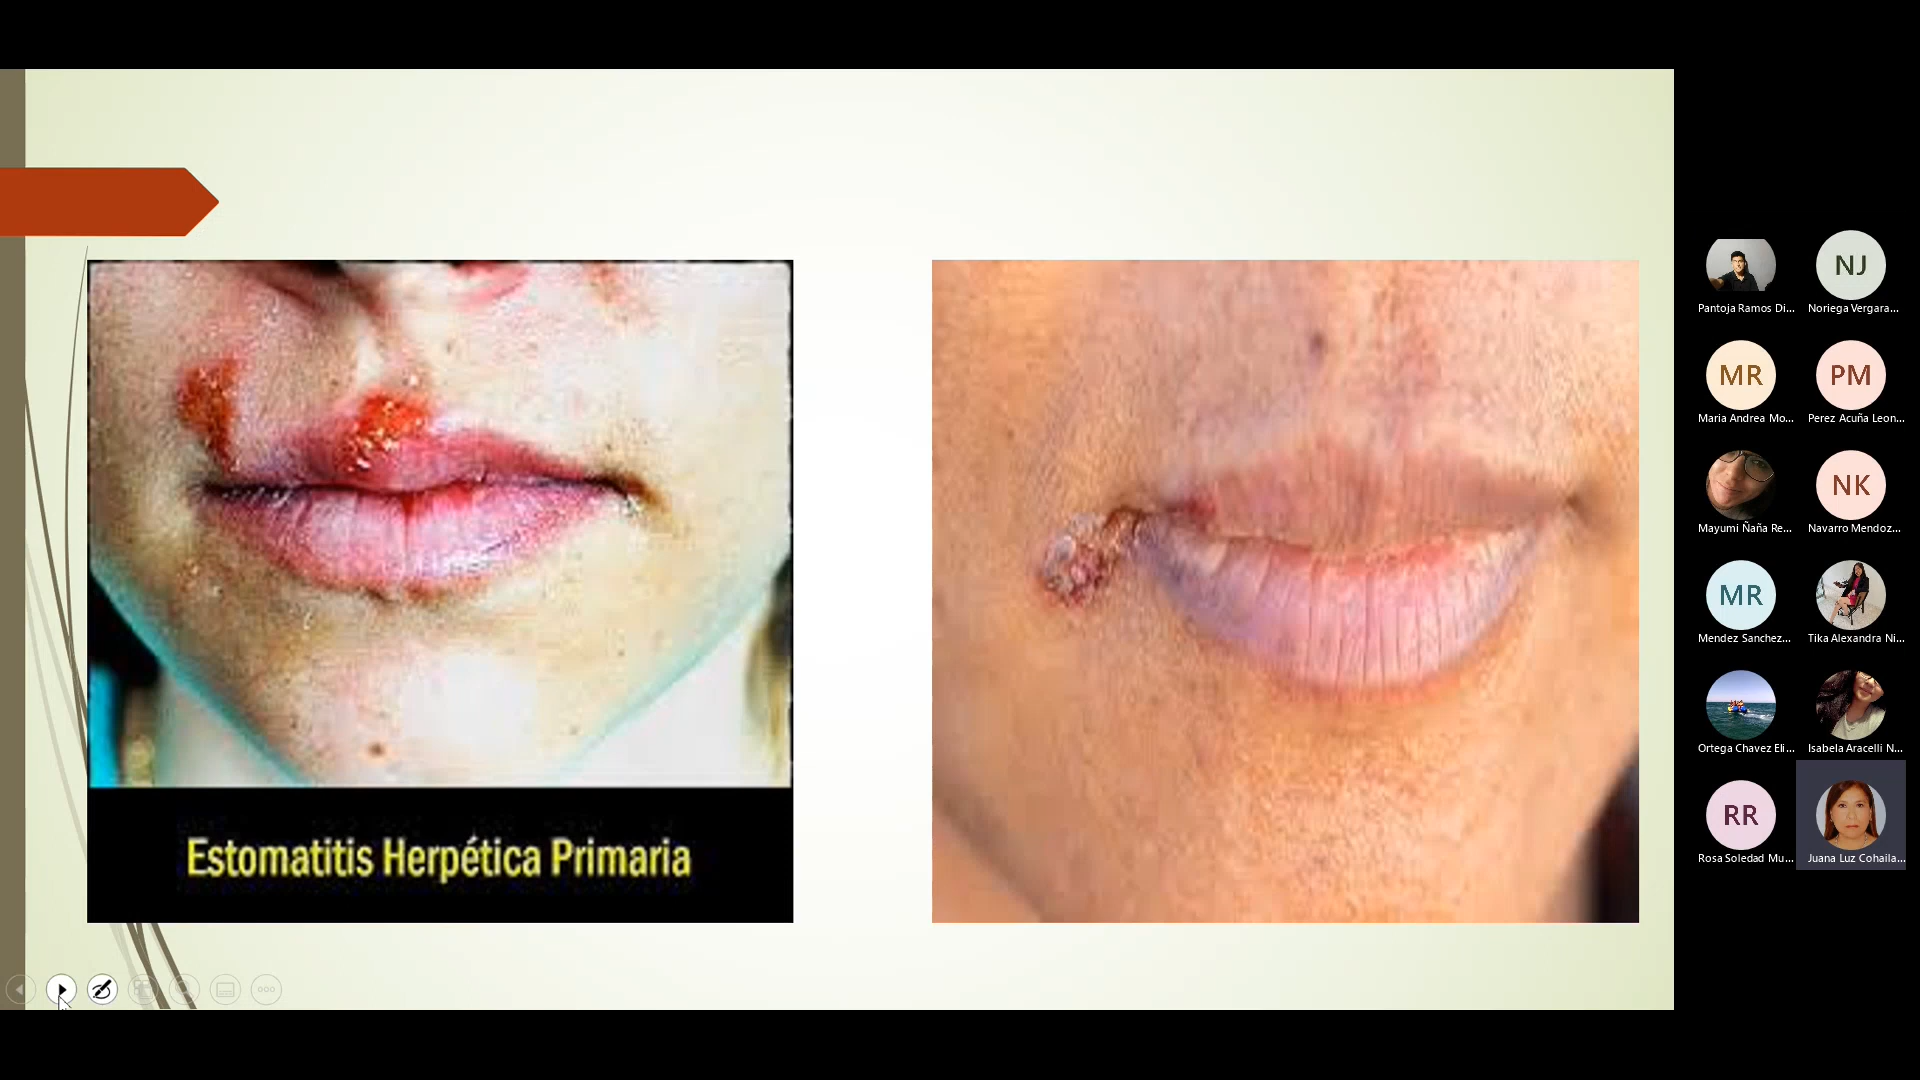 Estomatitis Herpética Primaria
Pantoja Ramos Di...
NJ
Noriega Vergara...
MR
Maria Andrea Mo...
PM
Perez Acuña Leon...
Mayumi Ñaña Re...
NK
Navarro Mendoz...
MR
Mendez Sanchez...
Tika Alexandra Ni...
Ortega Chavez Eli...
Isabela Aracelli N...
RR
Rosa Soledad Mu...
Juana Luz Cohaila...